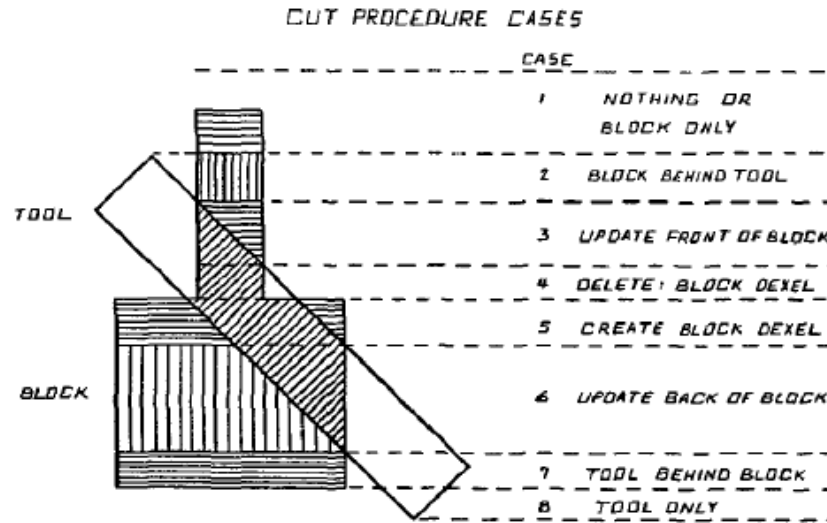 CUT PROCEDURE CASES
CASE
1 NOTHING OR
BLOCK ONLY
2 BLOCK BEHIND TOOL
TOOL
3 UPDATE FRONT OF BLOCK
4 DELETE: BLOCK DEXEL
5 CREATE BLOCK DEXEL
BLOCK
6 UPDATE BACK OF BLOCK
7 TOOL BEHIND BLOCK
8 TOOL ONLY